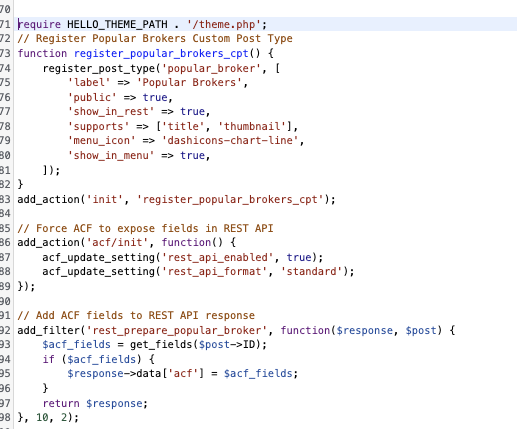 70
71 require HELLO_THEME_PATH . '/theme.php';
72 // Register Popular Brokers Custom Post Type
73 function register_popular_brokers_cpt() {
74     register_post_type('popular_broker', [
75         'label' => 'Popular Brokers',
76         'public' => true,
77         'show_in_rest' => true,
78         'supports' => ['title', 'thumbnail'],
79         'menu_icon' => 'dashicons-chart-line',
80         'show_in_menu' => true,
81     ]);
82 }
83 add_action('init', 'register_popular_brokers_cpt');
84
85 // Force ACF to expose fields in REST API
86 add_action('acf/init', function() {
87     acf_update_setting('rest_api_enabled', true);
88     acf_update_setting('rest_api_format', 'standard');
89 });
90
91 // Add ACF fields to REST API response
92 add_filter('rest_prepare_popular_broker', function($response, $post) {
93     $acf_fields = get_fields($post->ID);
94     if ($acf_fields) {
95         $response->data['acf'] = $acf_fields;
96     }
97     return $response;
98 }, 10, 2);